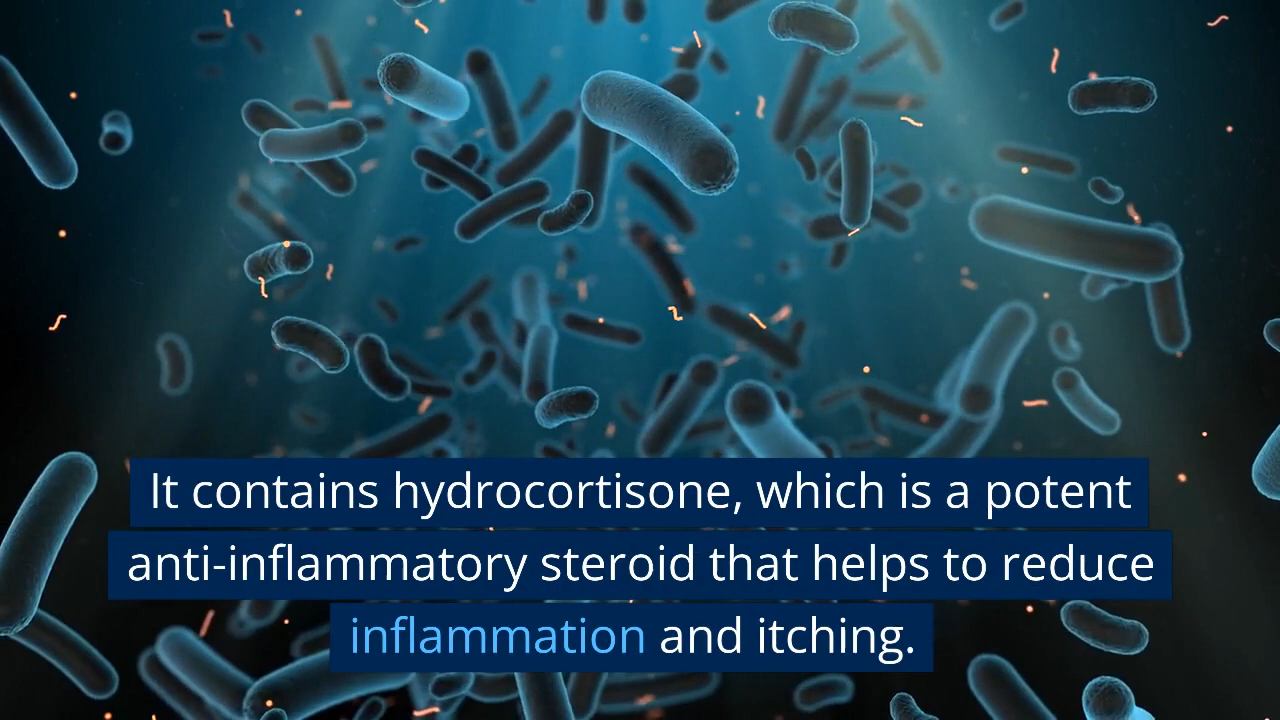 It contains hydrocortisone, which is a potent
anti-inflammatory steroid that helps to reduce
inflammation and itching.